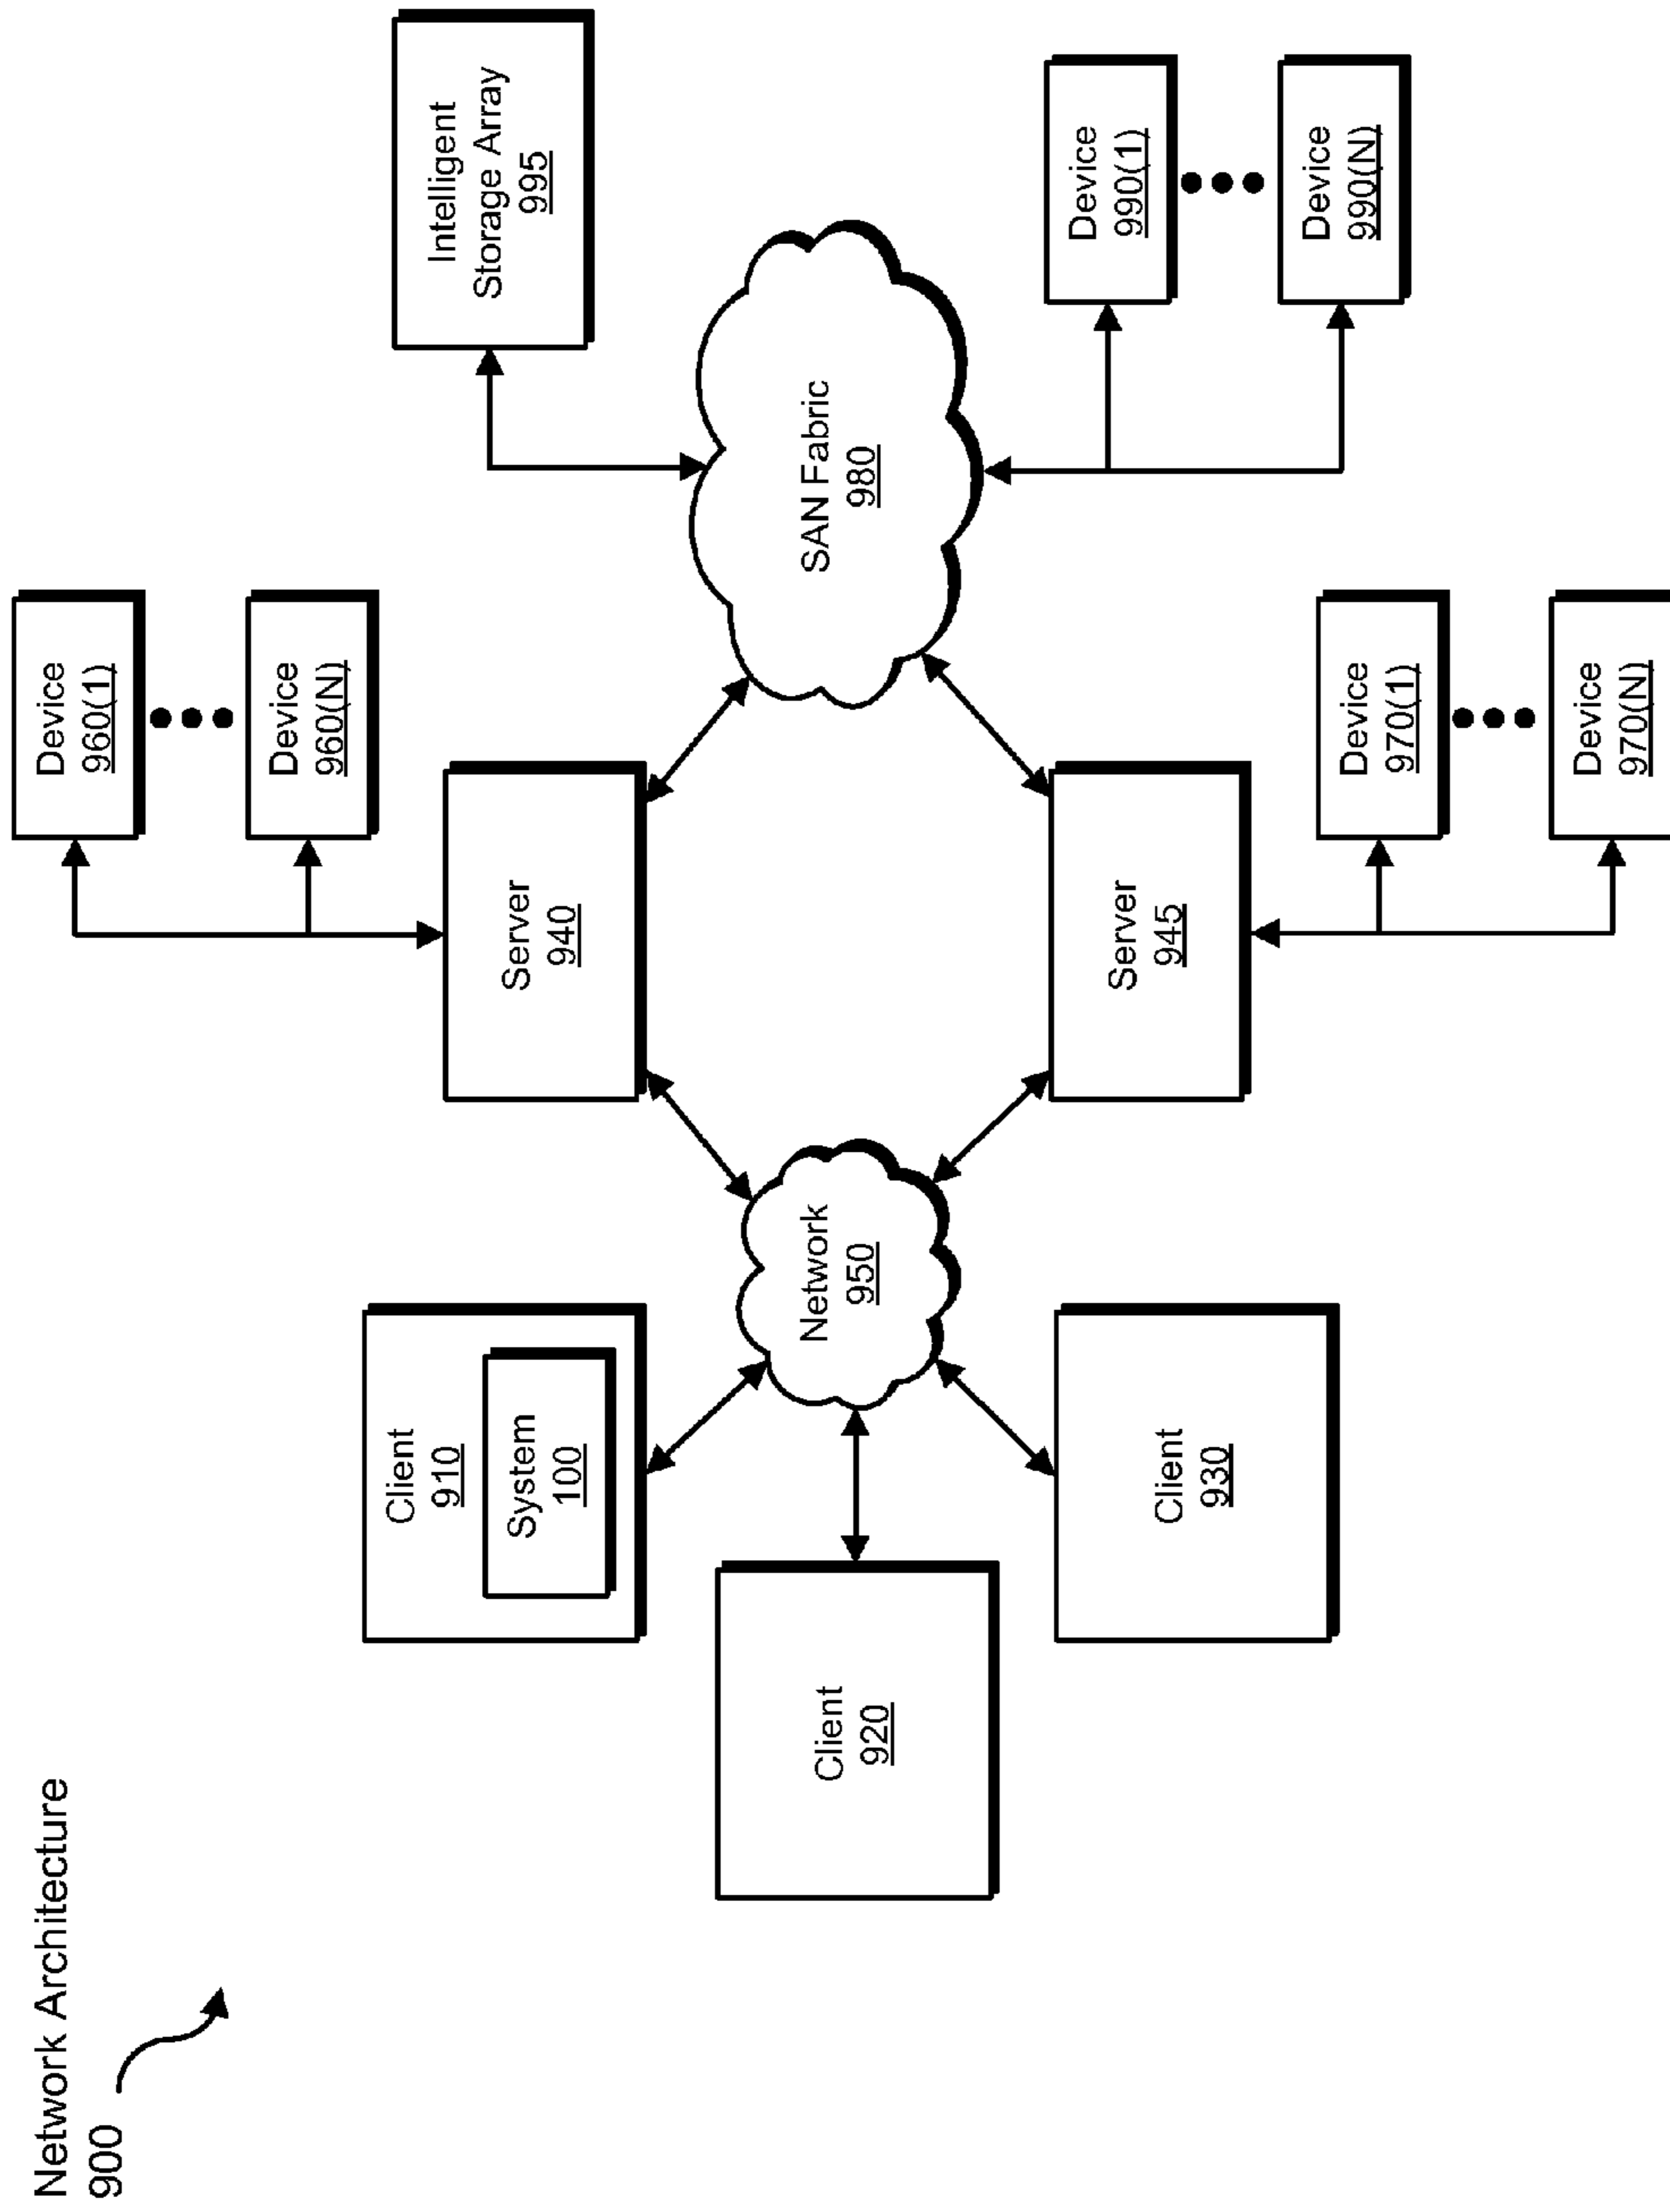 Network Architecture
900
Device
960(1)
Device
960(N)
Intelligent
Storage Array
995
Client
910
System
100
Server
940
Client
920
Network
950
SAN Fabric
980
Client
930
Server
945
Device
990(1)
Device
990(N)
Device
970(1)
Device
970(N)